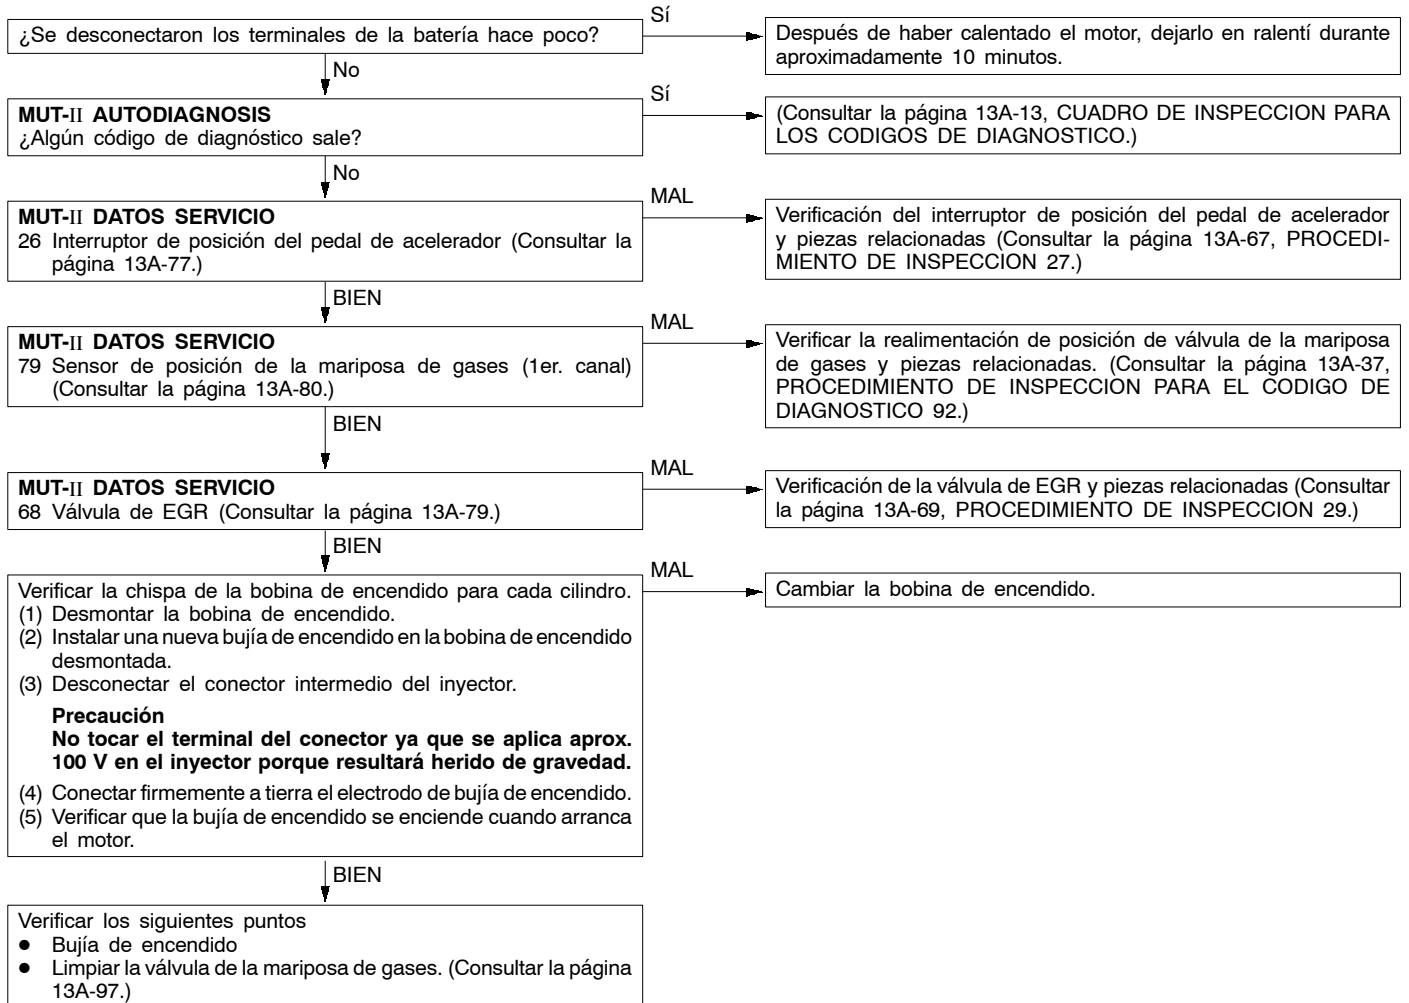 ¿Se desconectaron los terminales de la batería hace poco?
Sí
Después de haber calentado el motor, dejarlo en ralentí durante
aproximadamente 10 minutos.
No
MUT-II AUTODIAGNOSIS
¿Algún código de diagnóstico sale?
Sí
(Consultar la página 13A-13, CUADRO DE INSPECCION PARA
LOS CODIGOS DE DIAGNOSTICO.)
No
MUT-II DATOS SERVICIO
26 Interruptor de posición del pedal de acelerador (Consultar la
página 13A-77.)
MAL
Verificación del interruptor de posición del pedal de acelerador
y piezas relacionadas (Consultar la página 13A-67, PROCEDI-
MIENTO DE INSPECCION 27.)
BIEN
MUT-II DATOS SERVICIO
79 Sensor de posición de la mariposa de gases (1er. canal)
(Consultar la página 13A-80.)
MAL
Verificar la realimentación de posición de válvula de la mariposa
de gases y piezas relacionadas. (Consultar la página 13A-37,
PROCEDIMIENTO DE INSPECCION PARA EL CODIGO DE
DIAGNOSTICO 92.)
BIEN
MUT-II DATOS SERVICIO
68 Válvula de EGR (Consultar la página 13A-79.)
MAL
Verificación de la válvula de EGR y piezas relacionadas (Consultar
la página 13A-69, PROCEDIMIENTO DE INSPECCION 29.)
BIEN
Verificar la chispa de la bobina de encendido para cada cilindro.
(1) Desmontar la bobina de encendido.
(2) Instalar una nueva bujía de encendido en la bobina de encendido
desmontada.
(3) Desconectar el conector intermedio del inyector.
Precaución
No tocar el terminal del conector ya que se aplica aprox.
100 V en el inyector porque resultará herido de gravedad.
(4) Conectar firmemente a tierra el electrodo de bujía de encendido.
(5) Verificar que la bujía de encendido se enciende cuando arranca
el motor.
MAL
Cambiar la bobina de encendido.
BIEN
Verificar los siguientes puntos
● Bujía de encendido
● Limpiar la válvula de la mariposa de gases. (Consultar la página
13A-97.)